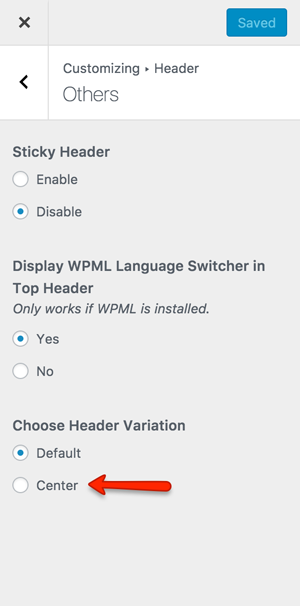 Saved
Customizing ▸ Header
Others
Sticky Header
Enable
Disable
Display WPML Language Switcher in
Top Header
Only works if WPML is installed.
Yes
No
Choose Header Variation
Default
Center